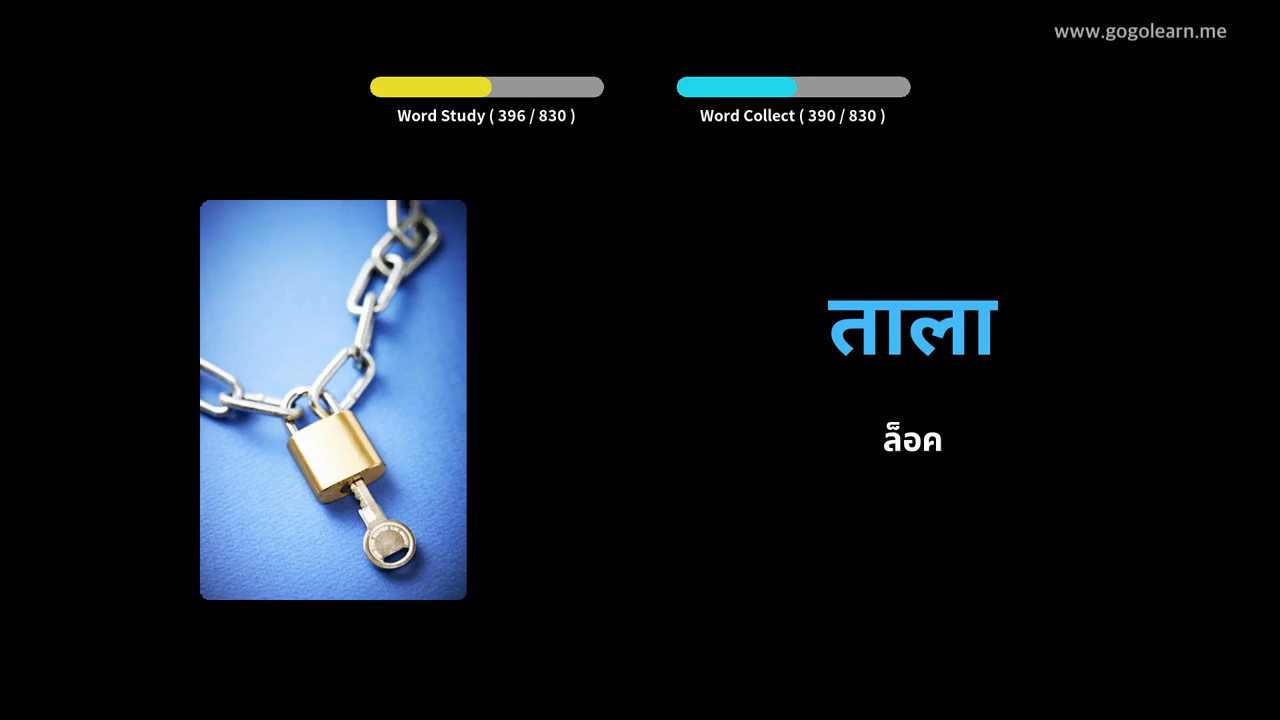 www.gogolearn.me
Word Study ( 396 / 830 )
Word Collect ( 390 / 830 )
ताला
ล็อค